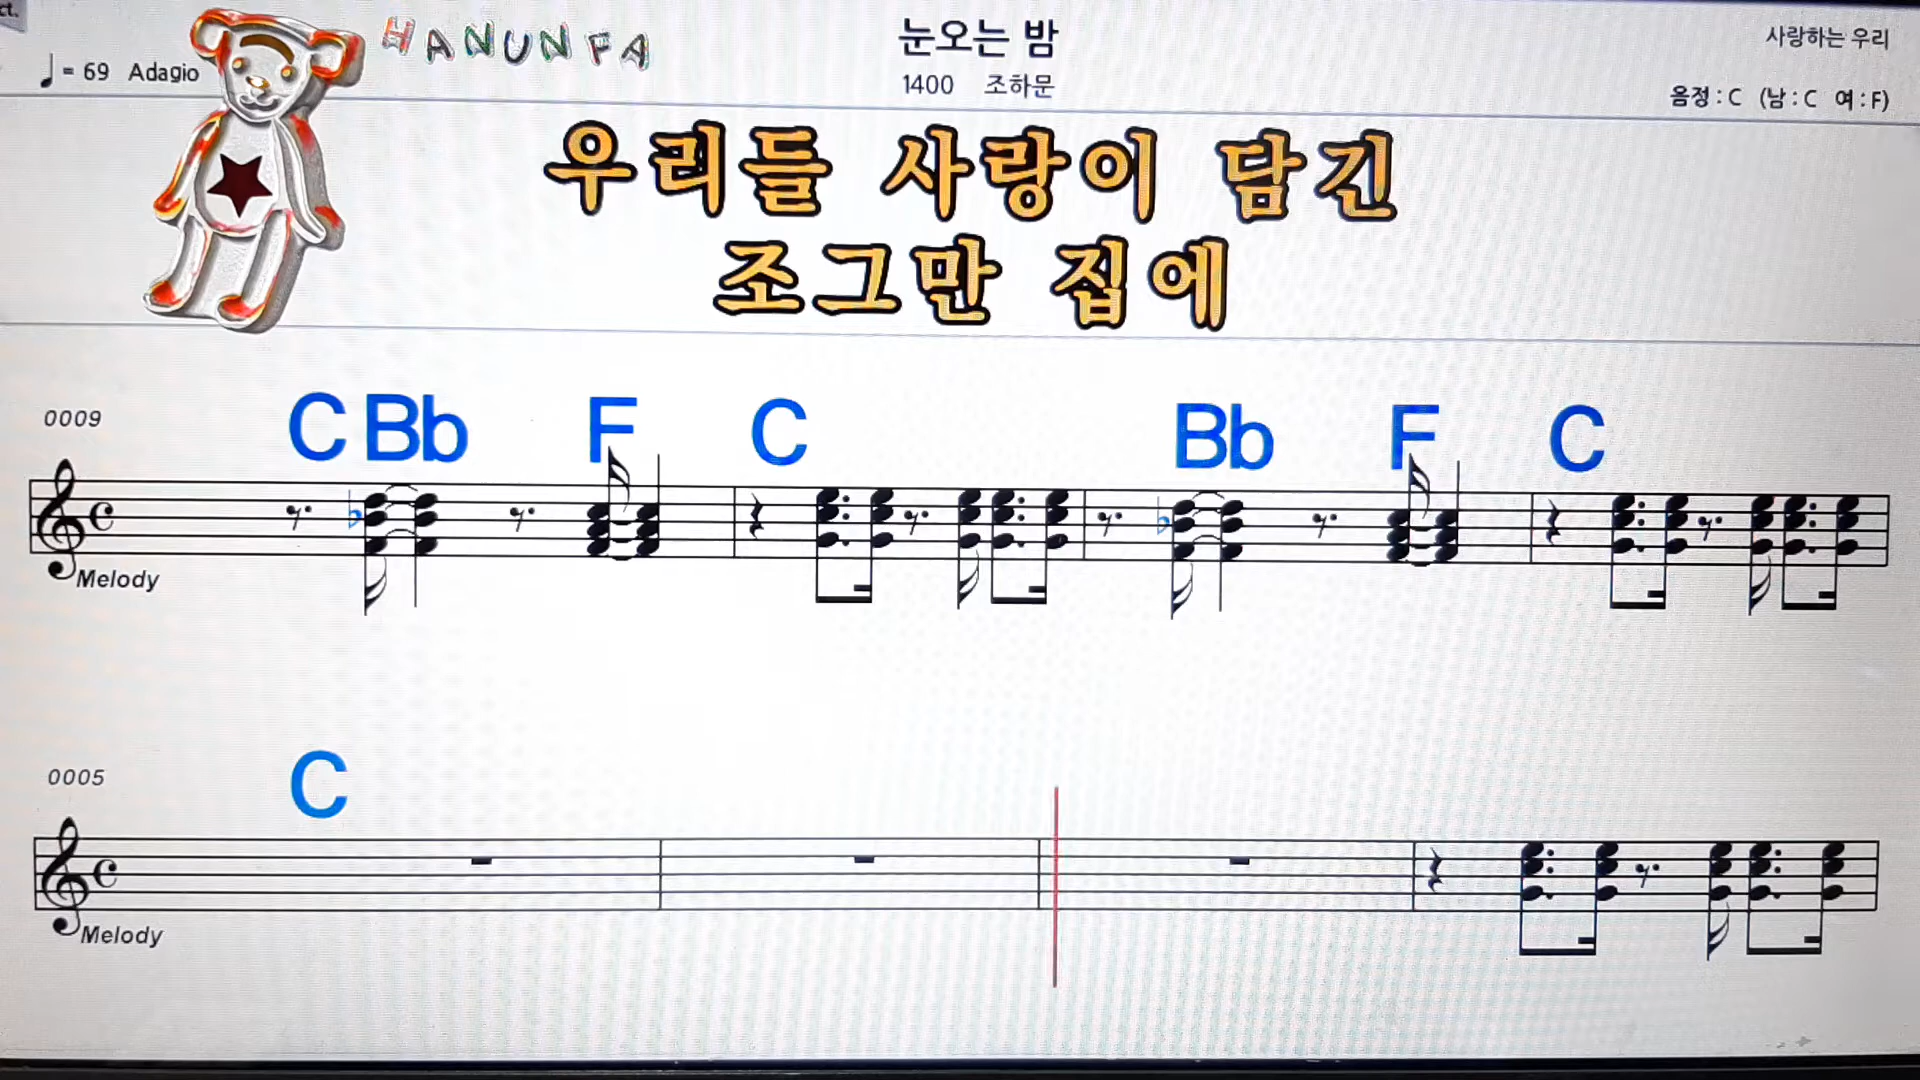 ct.
HANUNFA
눈오는 밤
사랑하는 우리
♩ = 69 Adagio
1400 조하문
음정 : C (남 : C 여 : F)
우리들 사랑이 담긴
조그만 집에
C Bb F C Bb F C
0009
Melody
C
0005
Melody